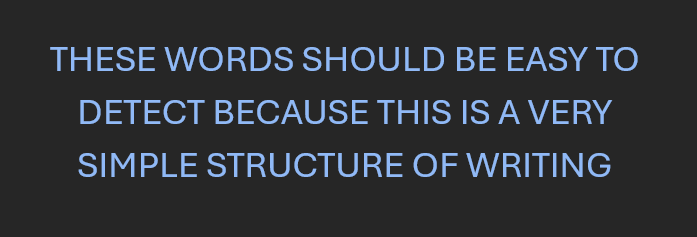 THESE WORDS SHOULD BE EASY TO
DETECT BECAUSE THIS IS A VERY
SIMPLE STRUCTURE OF WRITING